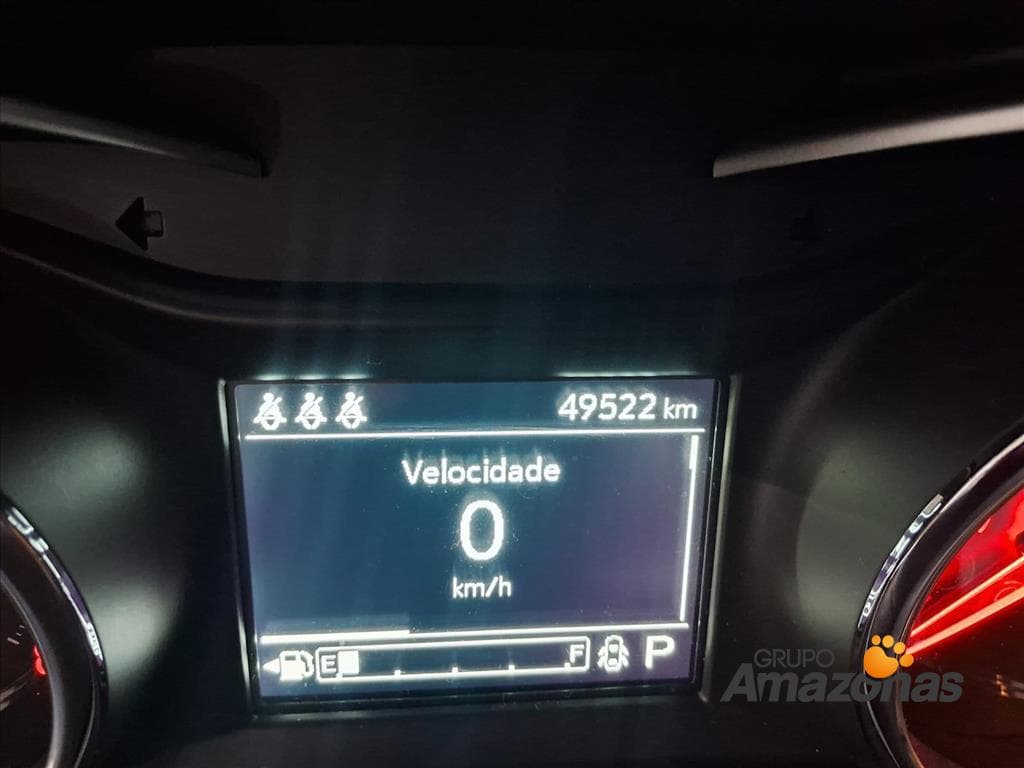 49522 km
Velocidade
0
km/h
E F P
GRUPO
Amazonas